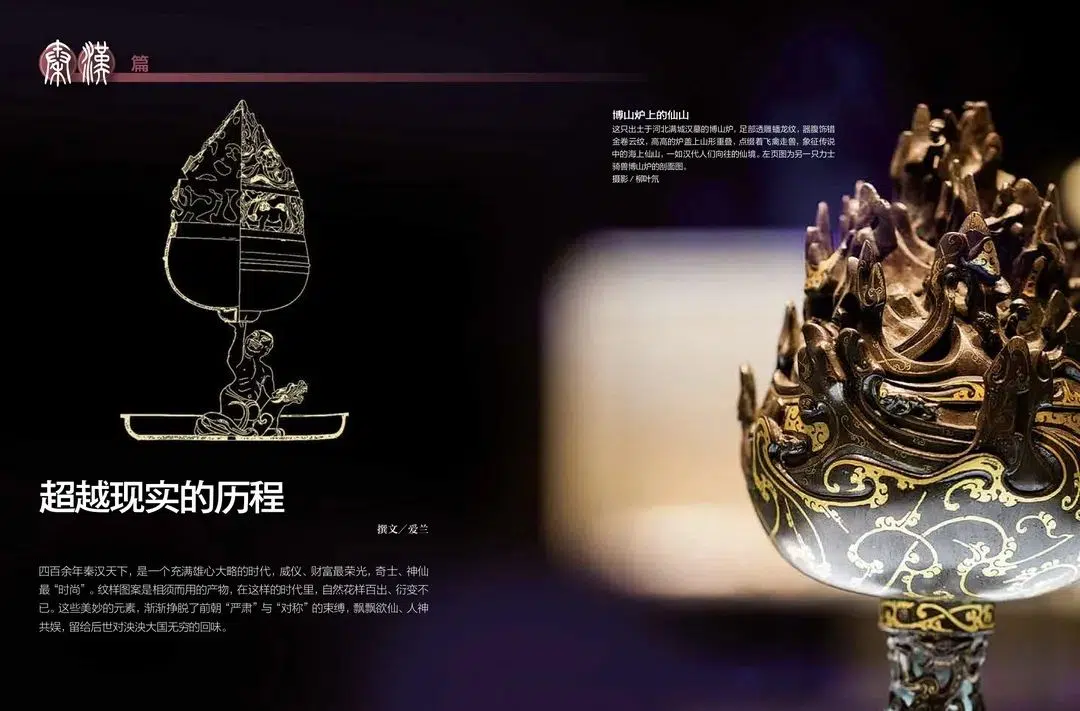 秦漢 篇
博山炉上的仙山
这只出土于河北满城汉墓的博山炉，足部透雕蟠龙纹，器腹饰错
金卷云纹，高高的炉盖上山形重叠，点缀着飞禽走兽，象征传说
中的海上仙山，一如汉代人们向往的仙境。左页图为另一只力士
骑兽博山炉的剖面图。
摄影／柳叶氘
超越现实的历程
撰文／爱兰
四百余年秦汉天下，是一个充满雄心大略的时代，威仪、财富最荣光，奇士、神仙
最“时尚”。纹样图案是相须而用的产物，在这样的时代里，自然花样百出、衍变不
已。这些美妙的元素，渐渐挣脱了前朝“严肃”与“对称”的束缚，飘飘欲仙、人神
共娱，留给后世对泱泱大国无穷的回味。